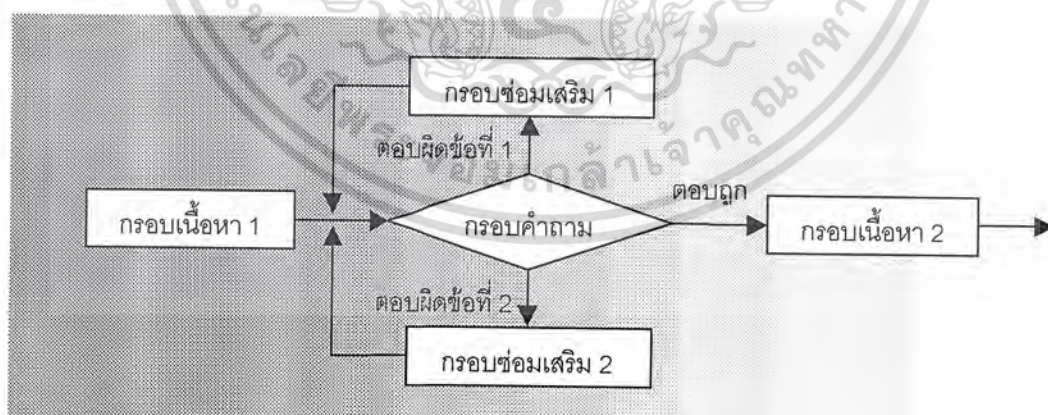 กรอบซ่อมเสริม 1
ตอบผิดข้อที่ 1
กรอบเนื้อหา 1
กรอบคำถาม
ตอบถูก
กรอบเนื้อหา 2
ตอบผิดข้อที่ 2
กรอบซ่อมเสริม 2